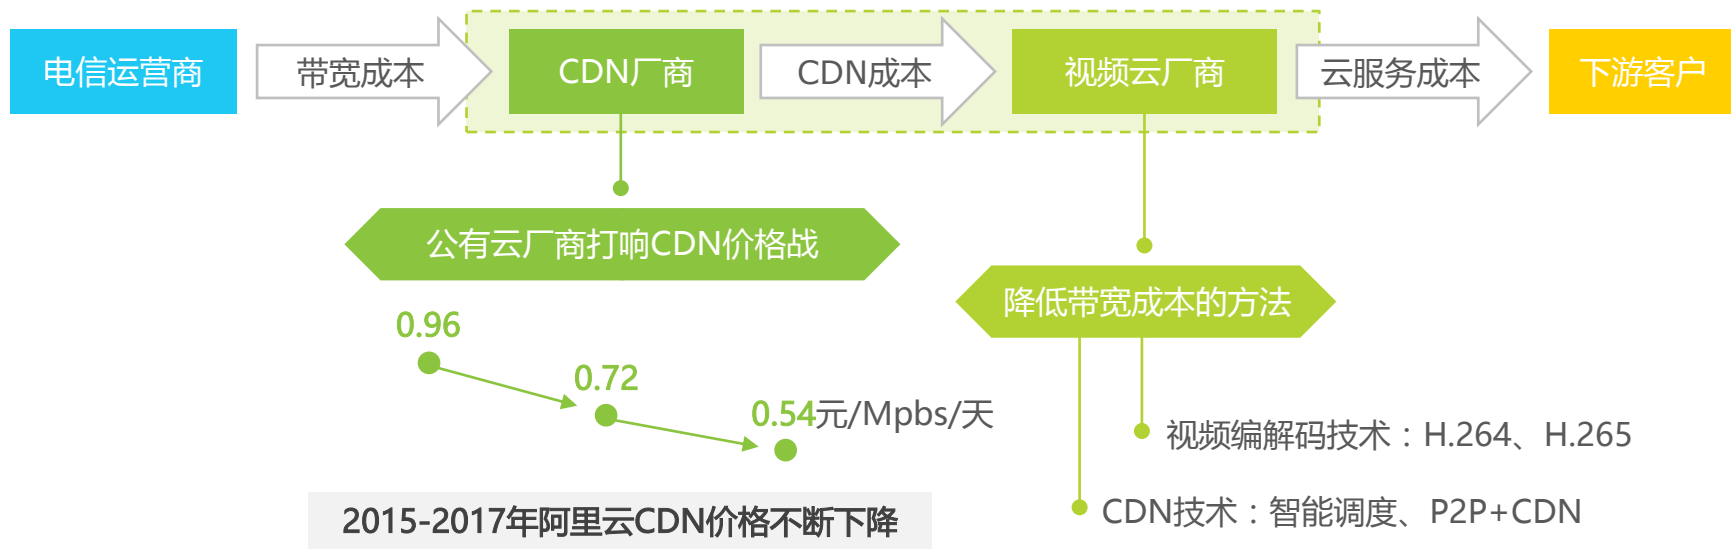 电信运营商
带宽成本
CDN厂商
CDN成本
视频云厂商
云服务成本
下游客户
公有云厂商打响CDN价格战
降低带宽成本的方法
0.96
0.72
0.54元/Mpbs/天
视频编解码技术：H.264、H.265
CDN技术：智能调度、P2P+CDN
2015-2017年阿里云CDN价格不断下降